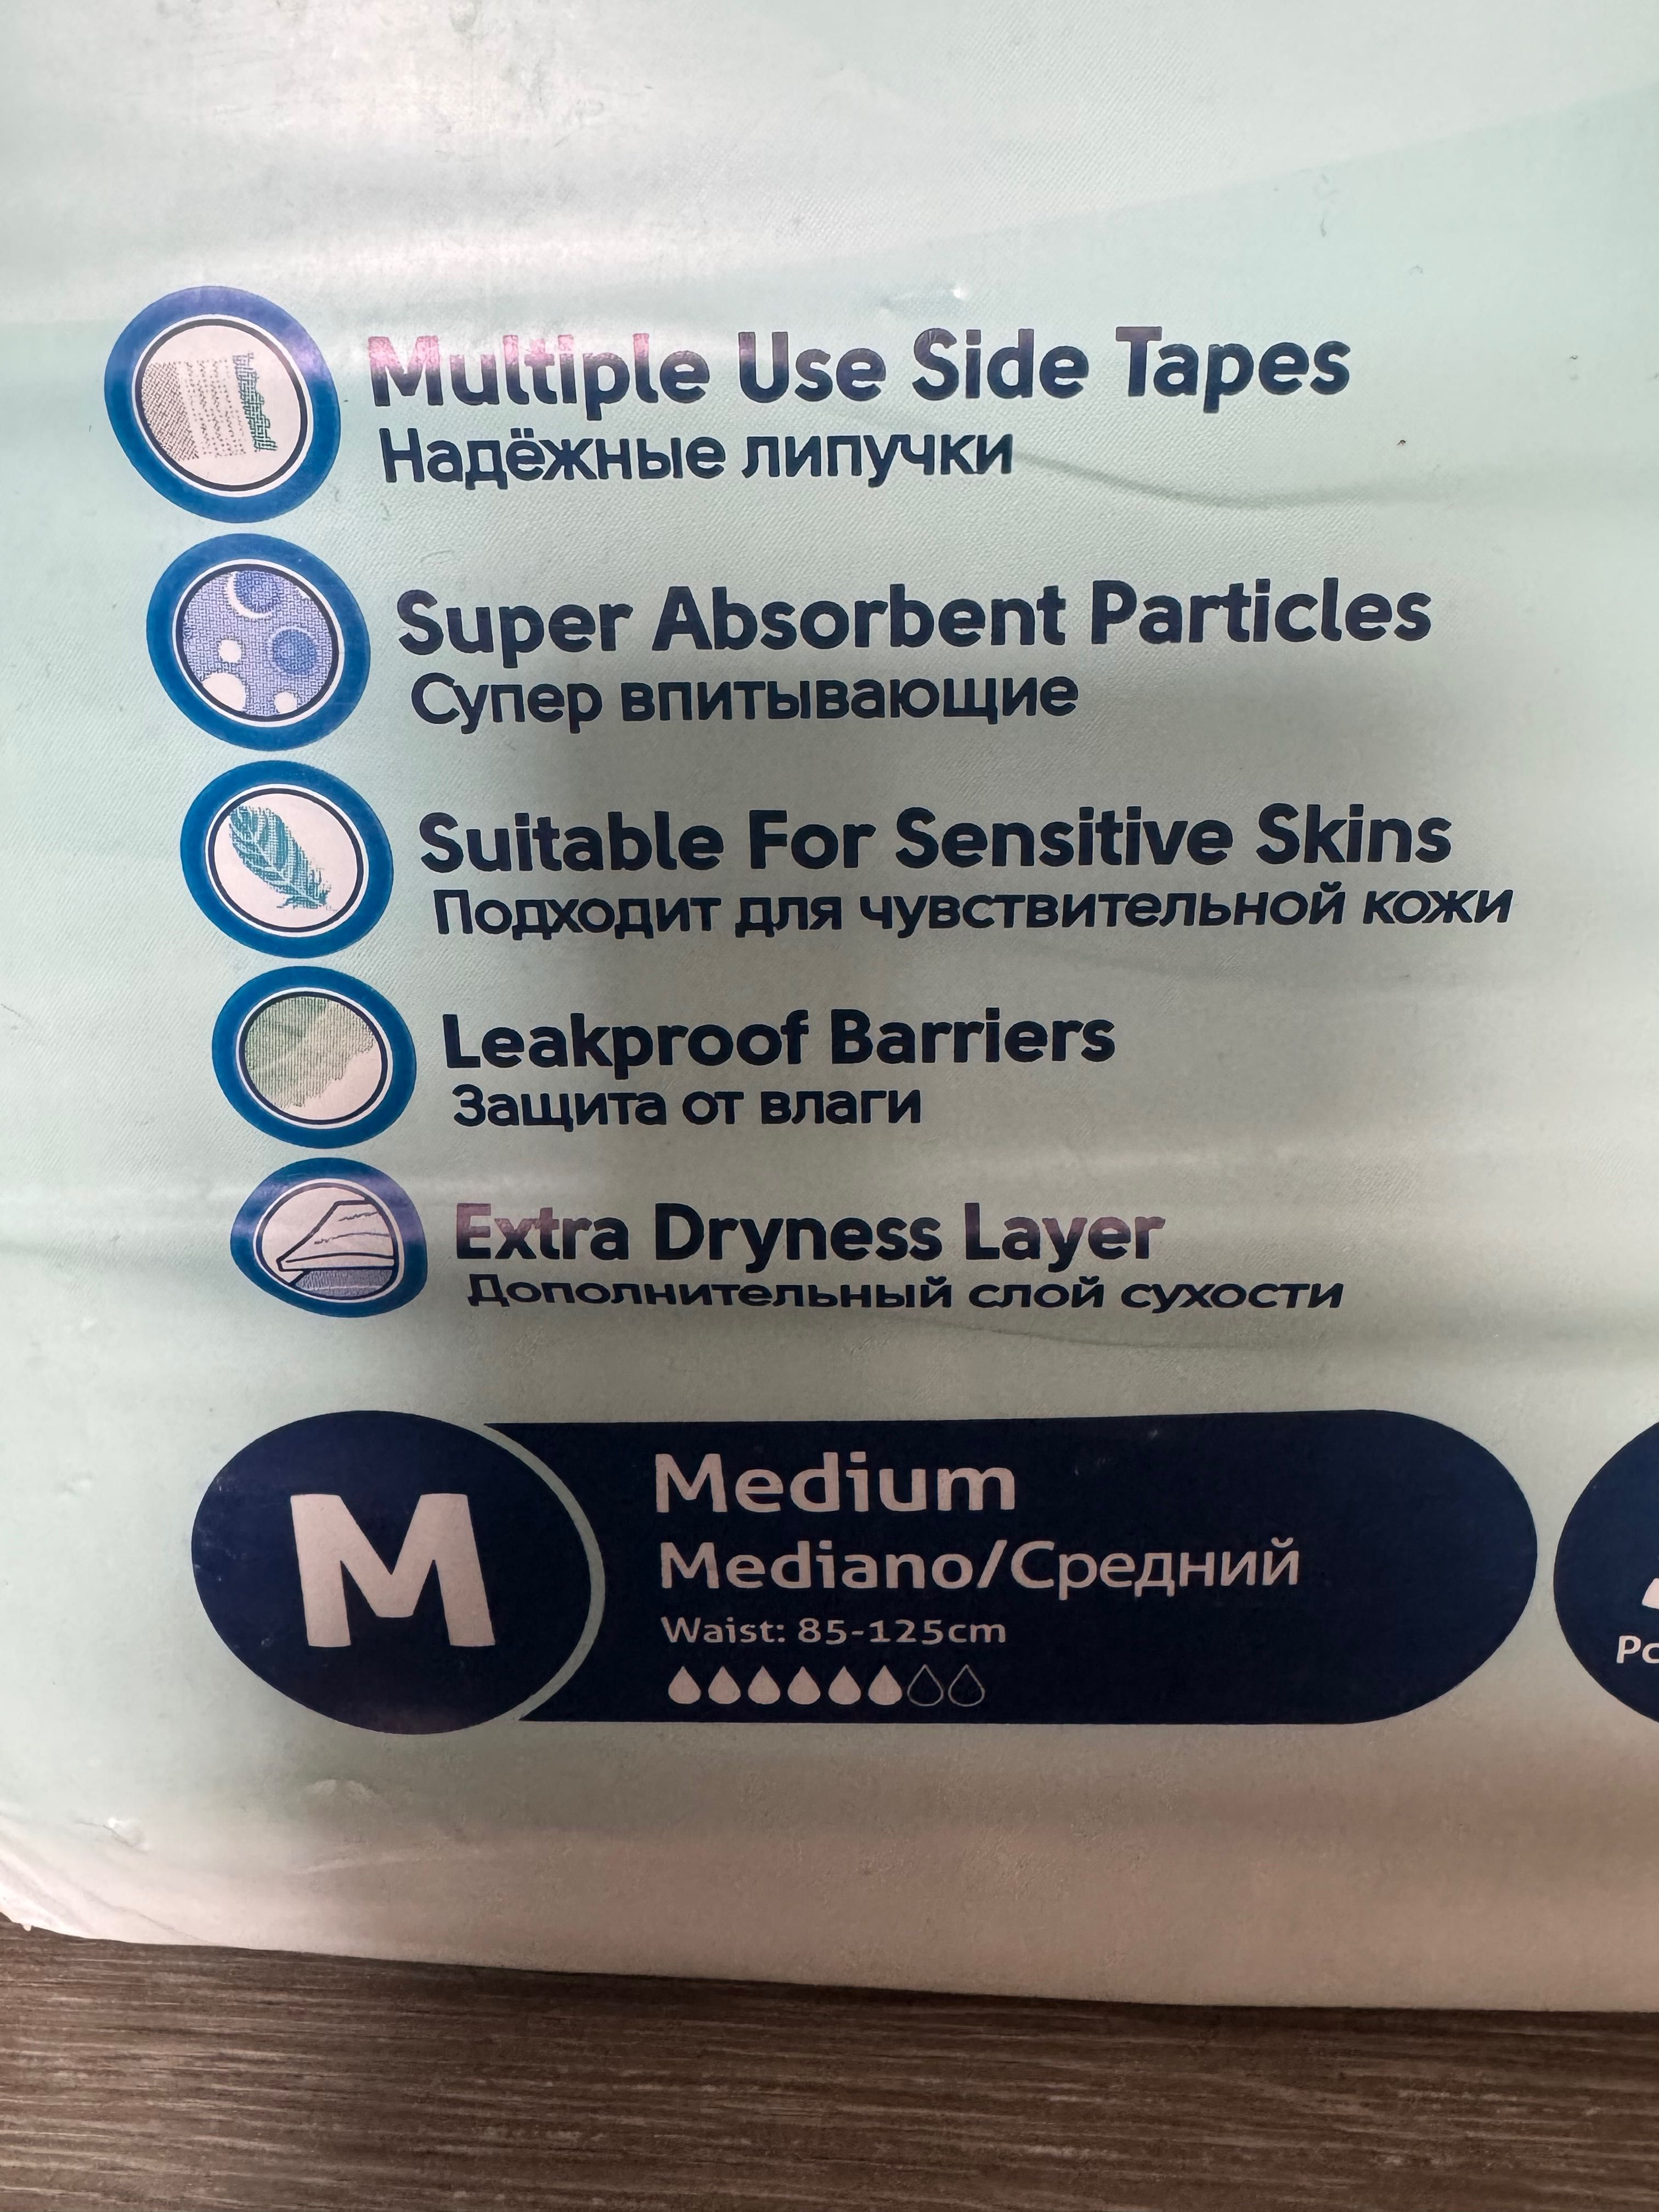 Multiple Use Side Tapes
Надёжные липучки
Super Absorbent Particles
Супер впитывающие
Suitable For Sensitive Skins
Подходит для чувствительной кожи
Leakproof Barriers
Защита от влаги
Extra Dryness Layer
Дополнительный слой сухости
M
Medium
Mediano/Средний
Waist: 85-125cm